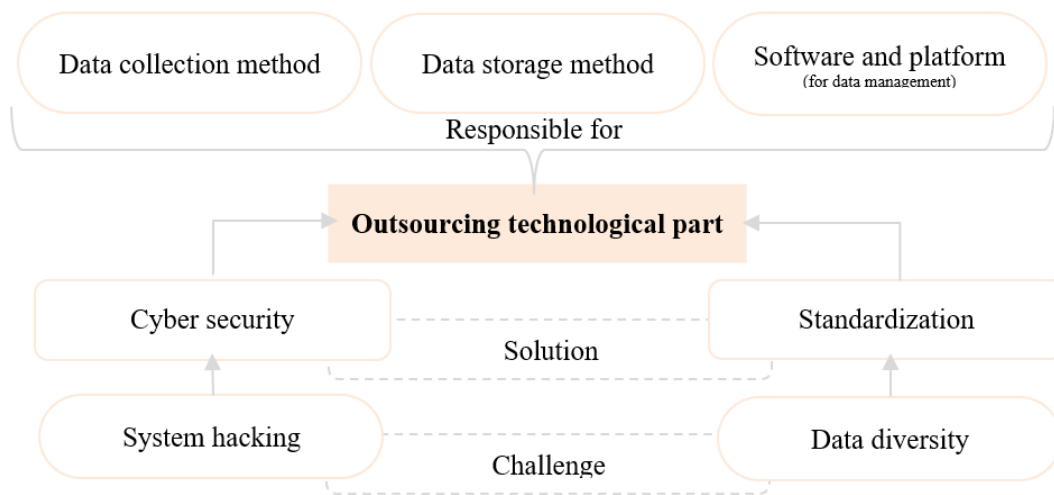 Data collection method
Data storage method
Software and platform
(for data management)
Responsible for
Outsourcing technological part
Cyber security
Standardization
Solution
System hacking
Data diversity
Challenge